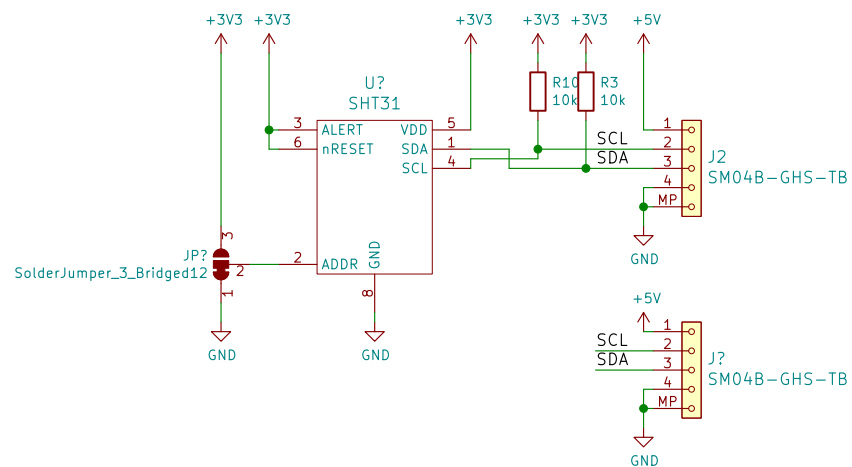 +3V3 +3V3 +3V3 +3V3 +3V3 +5V
U?
SHT31
R10 R3
10k 10k
3 ALERT VDD 5
6 nRESET SDA 1
SCL 4
2 ADDR
GND
8
GND
1
SCL 2
SDA 3
4
MP
J2
SM04B-GHS-TB
GND
3
JP?
SolderJumper_3_Bridged12 2
1
GND
+5V
1
SCL 2
SDA 3
4
MP
J?
SM04B-GHS-TB
GND